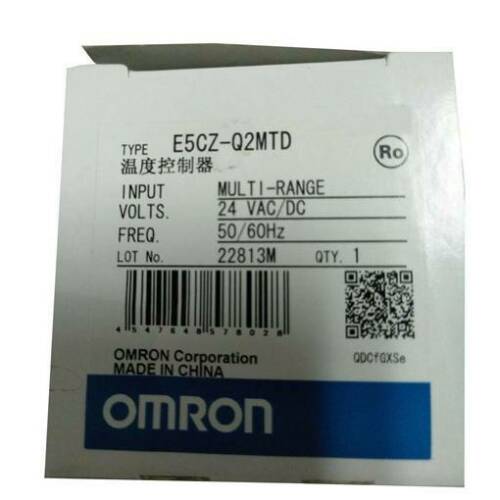 TYPE E5CZ-Q2MTD
温度控制器
Ro
INPUT MULTI-RANGE
VOLTS. 24 VAC/DC
FREQ. 50/60Hz
LOT No. 22813M QTY. 1
4547648578028
QDCfGXSe
OMRON Corporation
MADE IN CHINA
OMRON